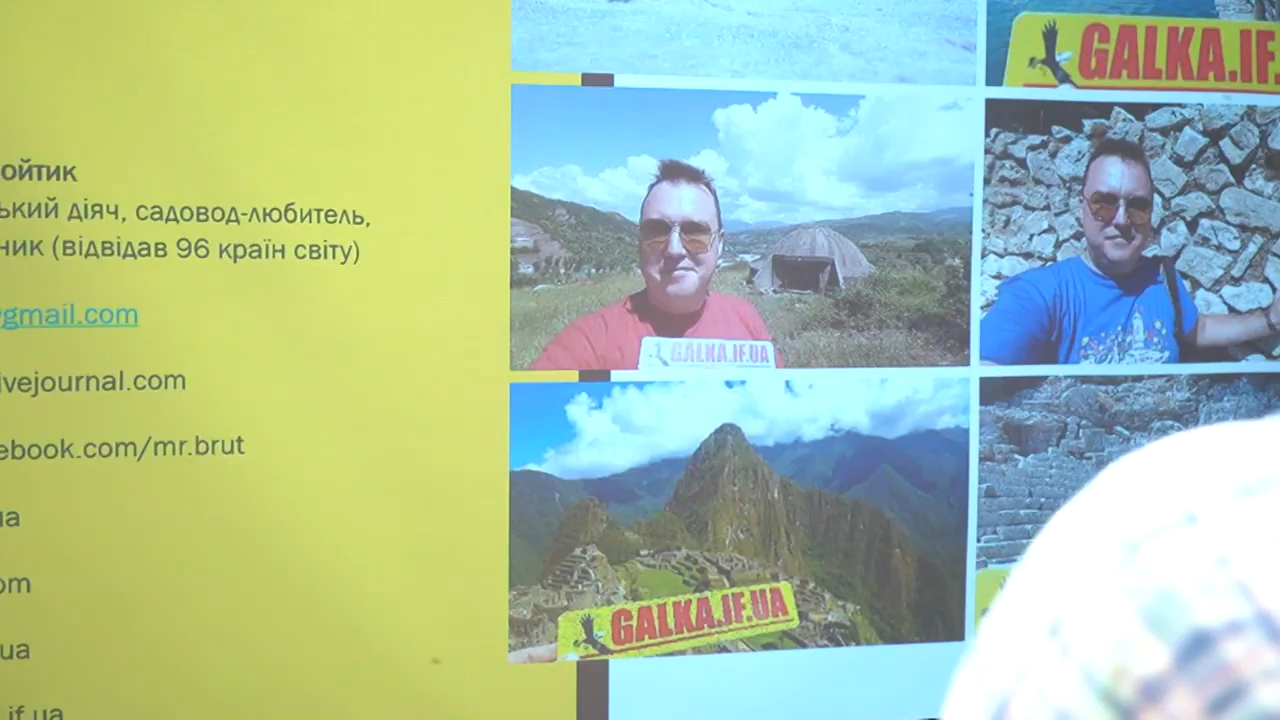 ойтик
ький діяч, садовод-любитель,
ник (відвідав 96 країн світу)
gmail.com
ivejournal.com
ebook.com/mr.brut
ua
om
ua
.if.ua
GALKA.IF.
GALKA.IF.UA
GALKA.IF.UA